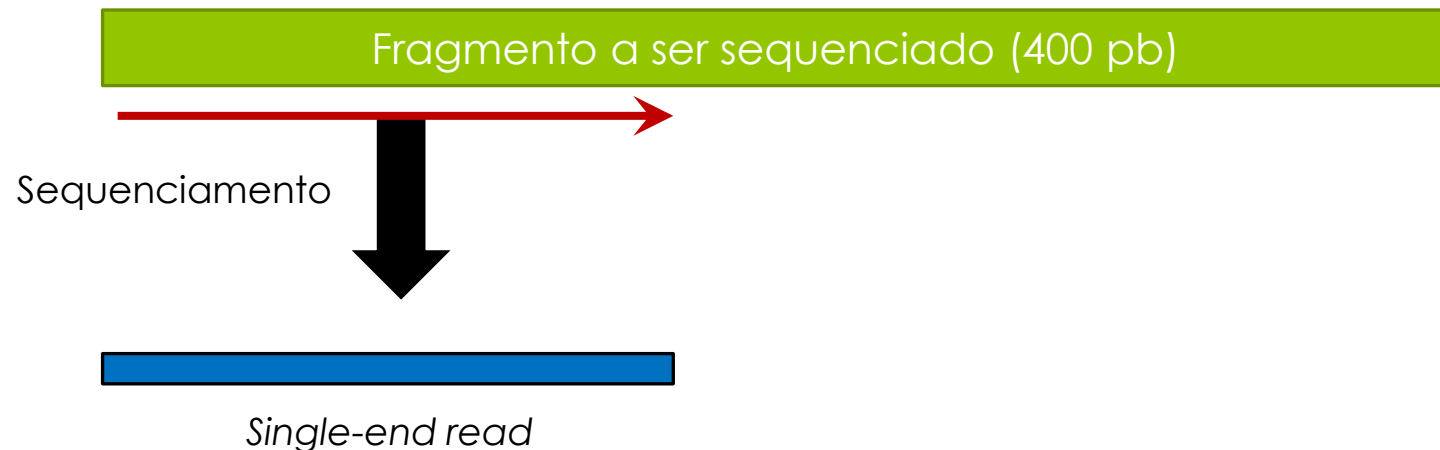 Fragmento a ser sequenciado (400 pb)
Sequenciamento
Single-end read